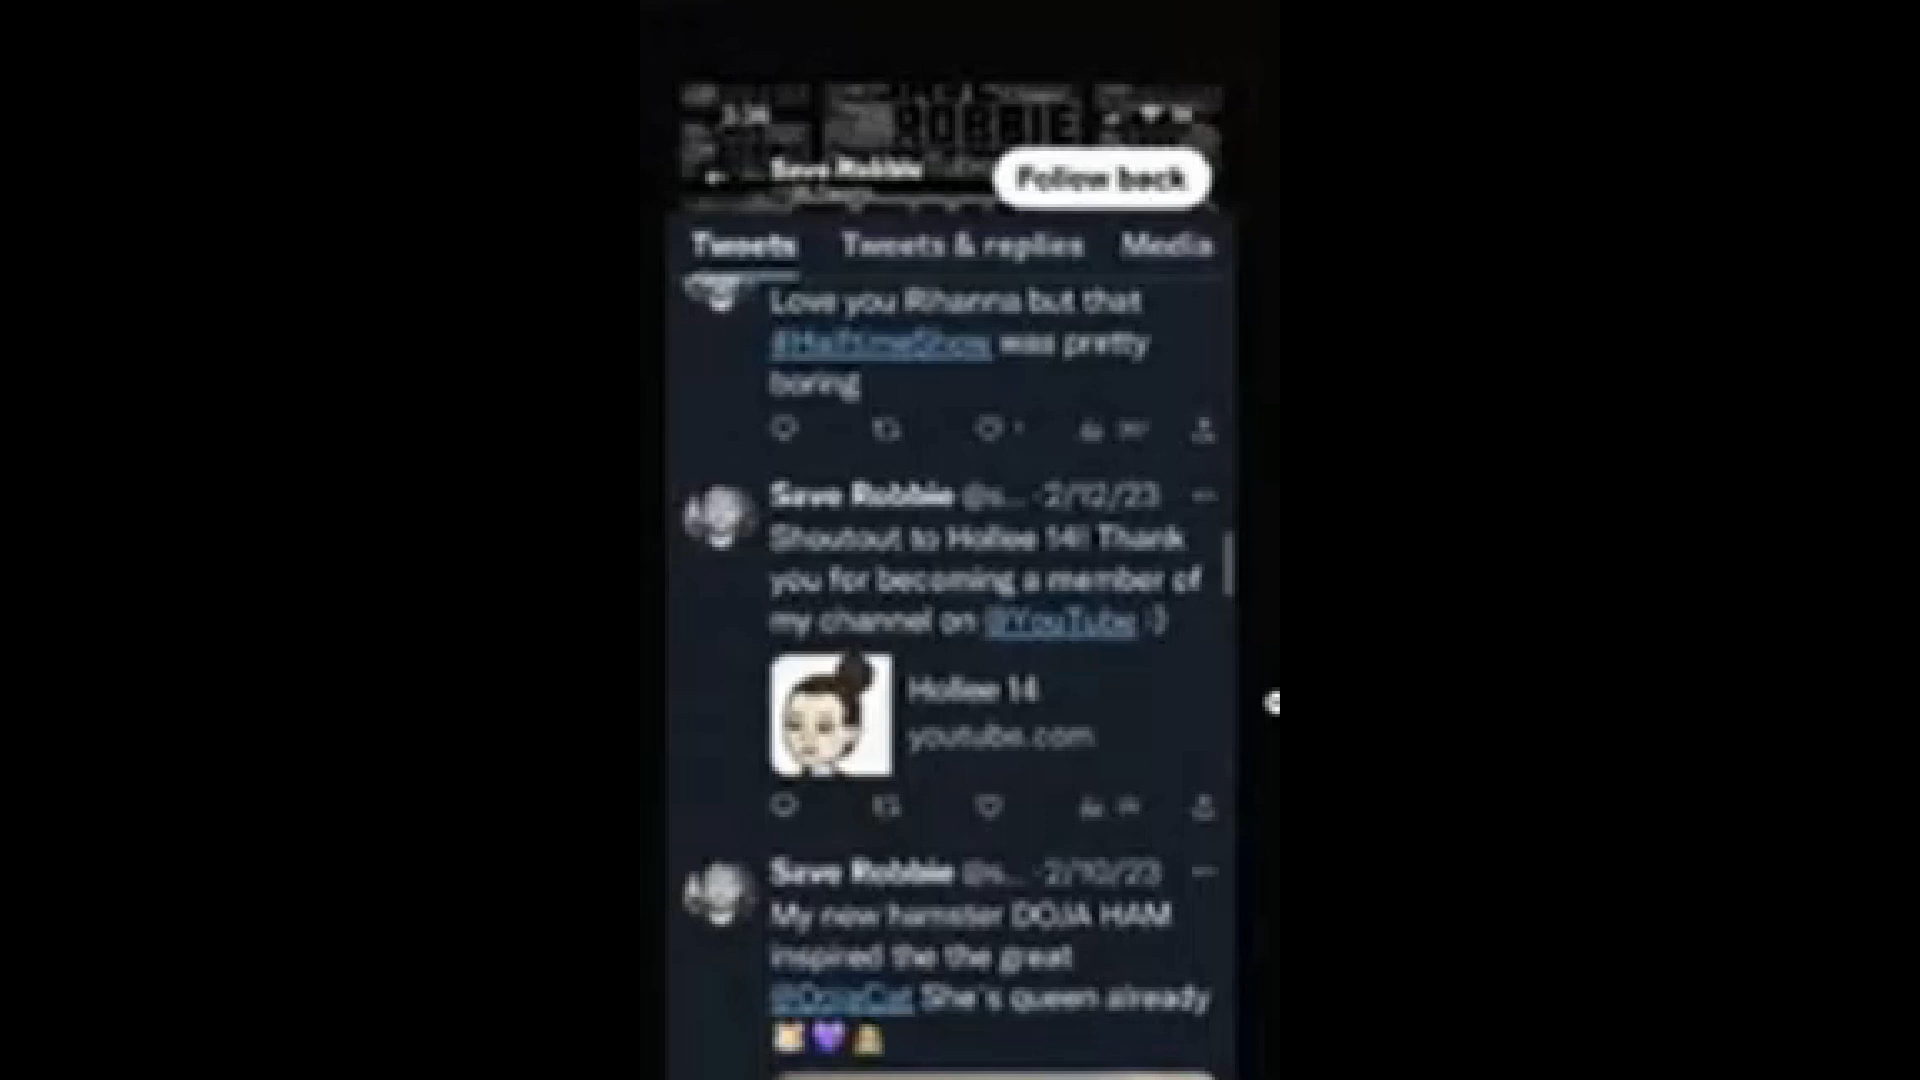 ROBBIE
Save Robbie
Follow back
Tweets Tweets & replies Media
Love you Rihanna but that
#HalftimeShow was pretty
boring
Save Robbie @s... ·2/12/23
Shoutout to Hollee 14!! Thank
you for becoming a member of
my channel on @YouTube :)
Hollee 14
youtube.com
Save Robbie @s... ·2/10/23
My new hamster DOJA HAM
inspired the the great
@DojaCat She's queen already